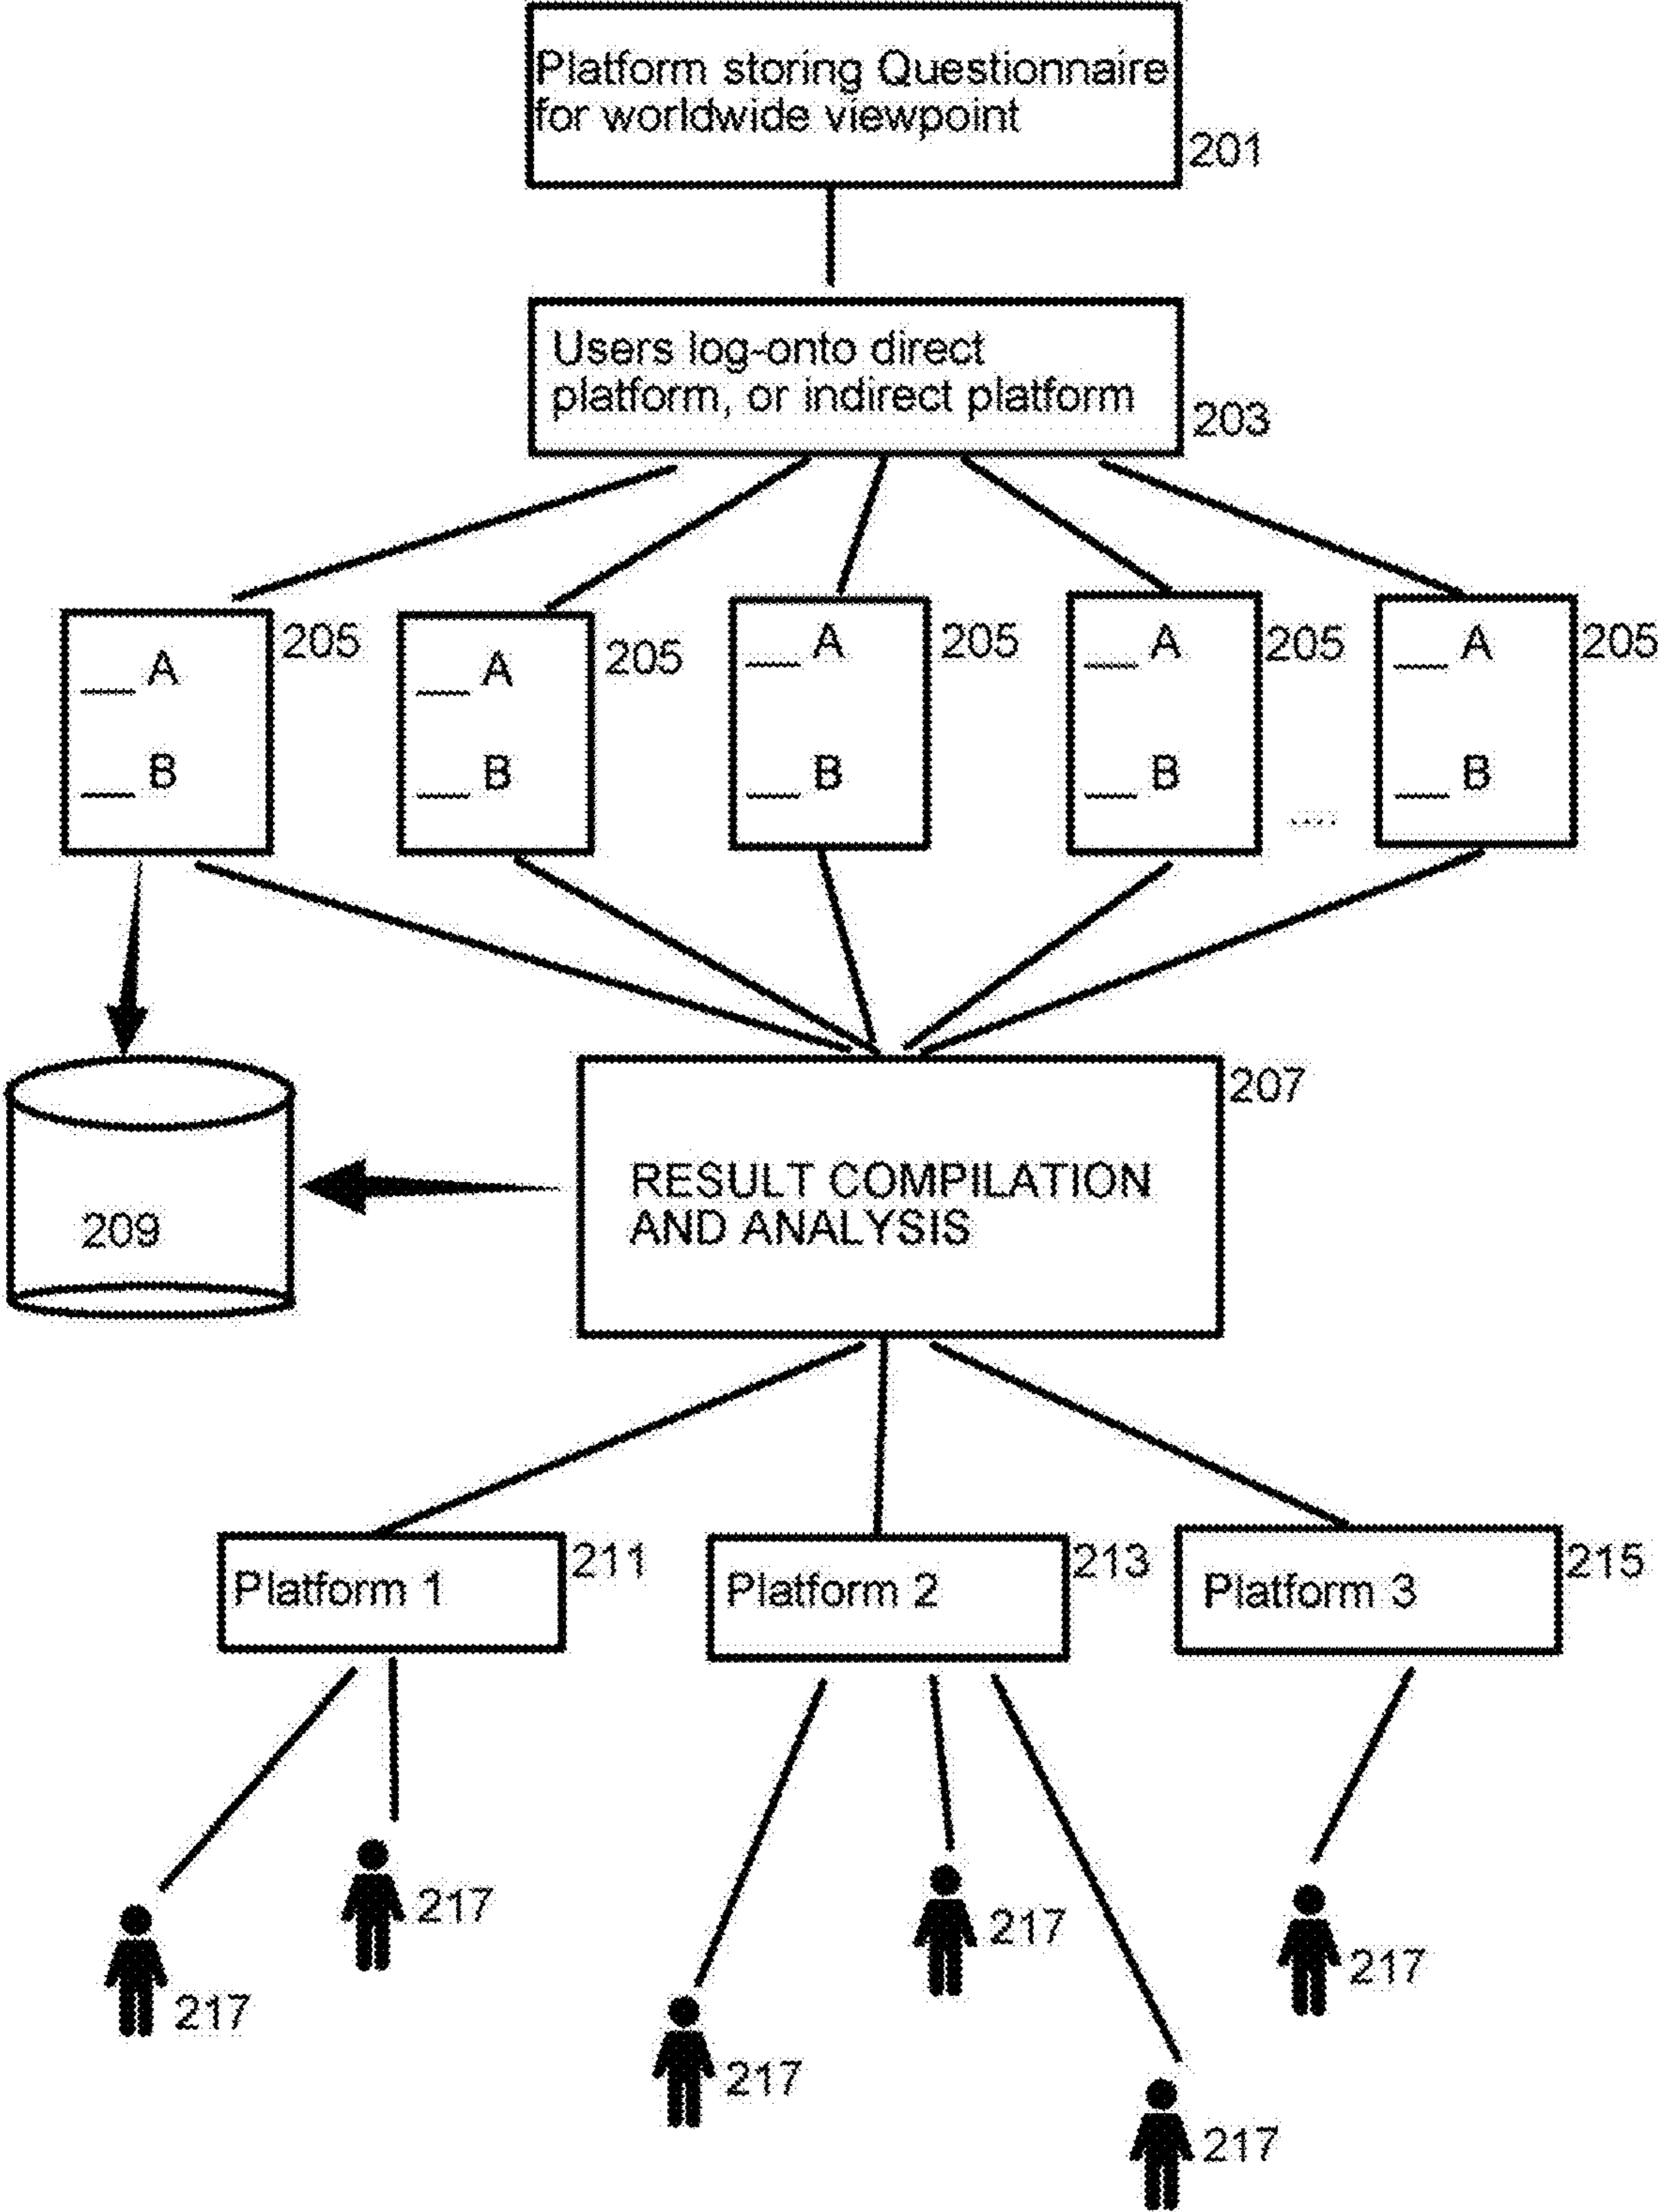 Platform storing Questionnaire
for worldwide viewpoint
201
Users log-onto direct
platform, or indirect platform
203
__ A
__ B
205
__ A
__ B
205
__ A
__ B
205
__ A
__ B
205
....
__ A
__ B
205
207
RESULT COMPILATION
AND ANALYSIS
209
Platform 1
211
Platform 2
213
Platform 3
215
217
217
217
217
217
217